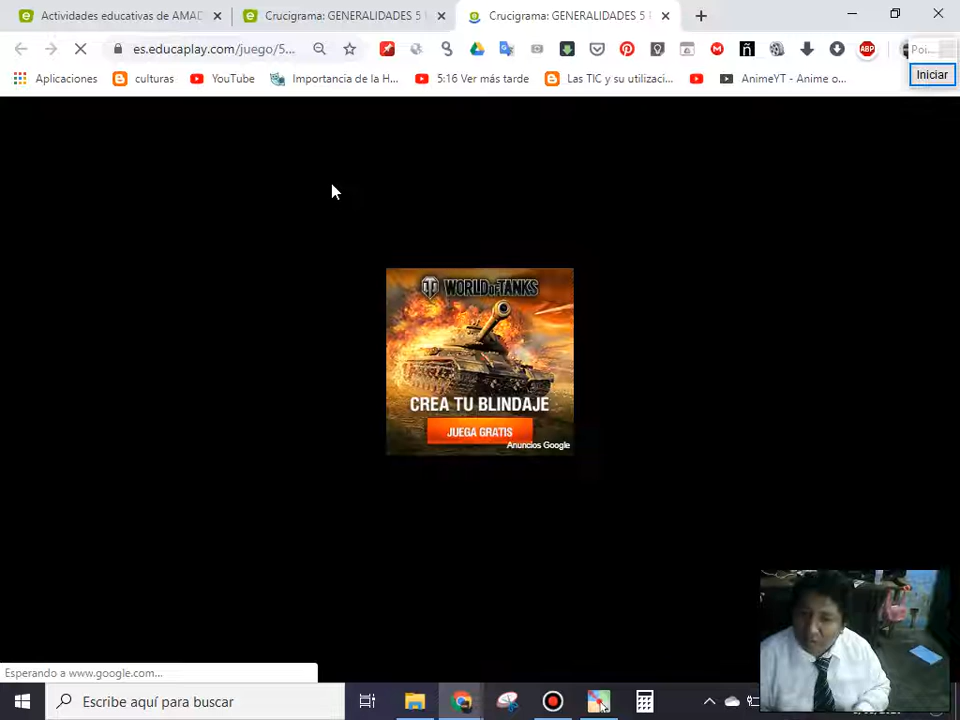 Actividades educativas de AMAD
Crucigrama: GENERALIDADES 5
Crucigrama: GENERALIDADES 5
es.educaplay.com/juego/5...
Poi...
Iniciar
Aplicaciones
culturas
YouTube
Importancia de la H...
5:16 Ver más tarde
Las TIC y su utilizaci...
AnimeYT - Anime o...
ABP
WORLD OF TANKS
CREA TU BLINDAJE
JUEGA GRATIS
Anuncios Google
Esperando a www.google.com...
Escribe aquí para buscar